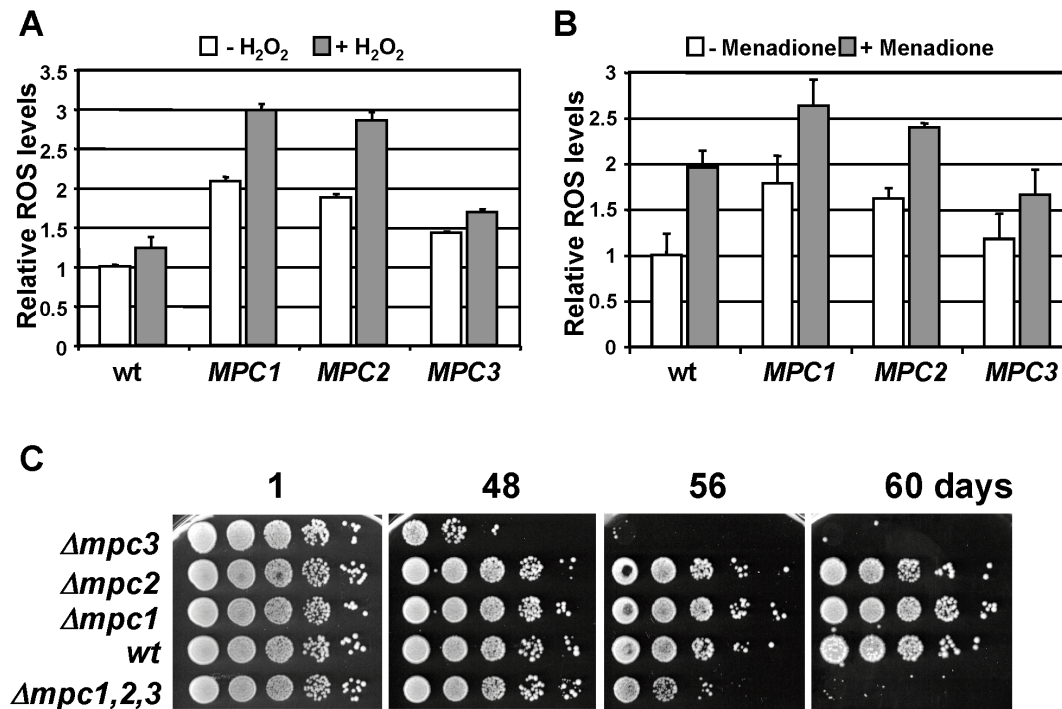 A
- H₂O₂ + H₂O₂
Relative ROS levels
3.5
3
2.5
2
1.5
1
0.5
0
wt MPC1 MPC2 MPC3
B
- Menadione + Menadione
Relative ROS levels
3
2.5
2
1.5
1
0.5
0
wt MPC1 MPC2 MPC3
C
1 48 56 60 days
Δmpc3
Δmpc2
Δmpc1
wt
Δmpc1,2,3